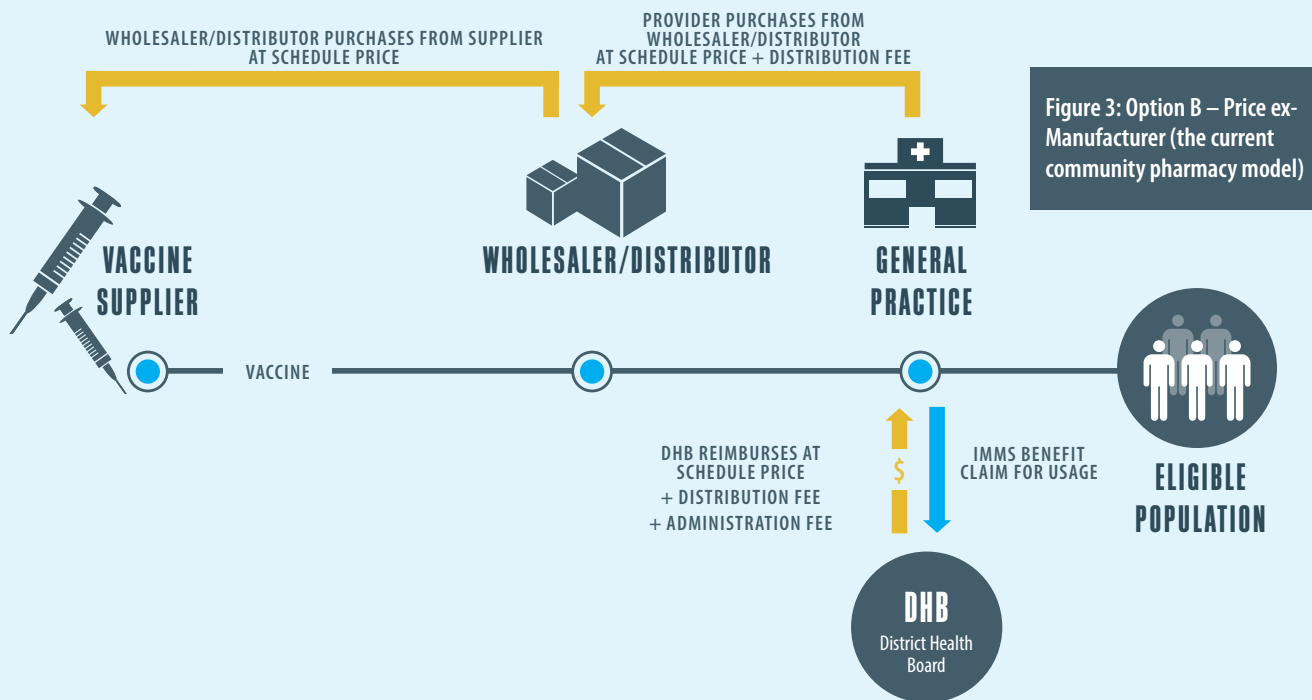 WHOLESALER/DISTRIBUTOR PURCHASES FROM SUPPLIER
AT SCHEDULE PRICE
PROVIDER PURCHASES FROM
WHOLESALER/DISTRIBUTOR
AT SCHEDULE PRICE + DISTRIBUTION FEE
Figure 3: Option B – Price ex-
Manufacturer (the current
community pharmacy model)
VACCINE
SUPPLIER
WHOLESALER/DISTRIBUTOR
GENERAL
PRACTICE
VACCINE
DHB REIMBURSES AT
SCHEDULE PRICE
+ DISTRIBUTION FEE
+ ADMINISTRATION FEE
$
IMMS BENEFIT
CLAIM FOR USAGE
ELIGIBLE
POPULATION
DHB
District Health
Board